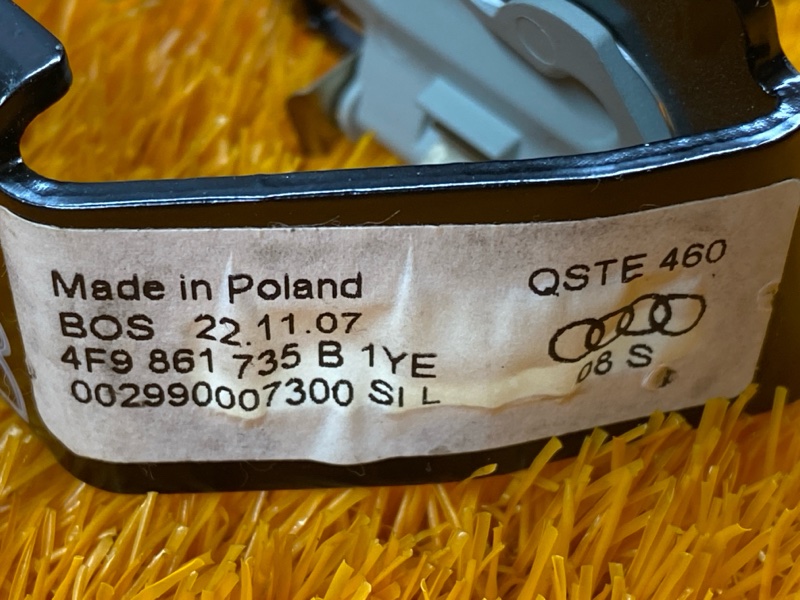 Made in Poland
BOS 22.11.07
4F9 861 735 B 1YE
002990007300 SI L
QSTE 460
08 S